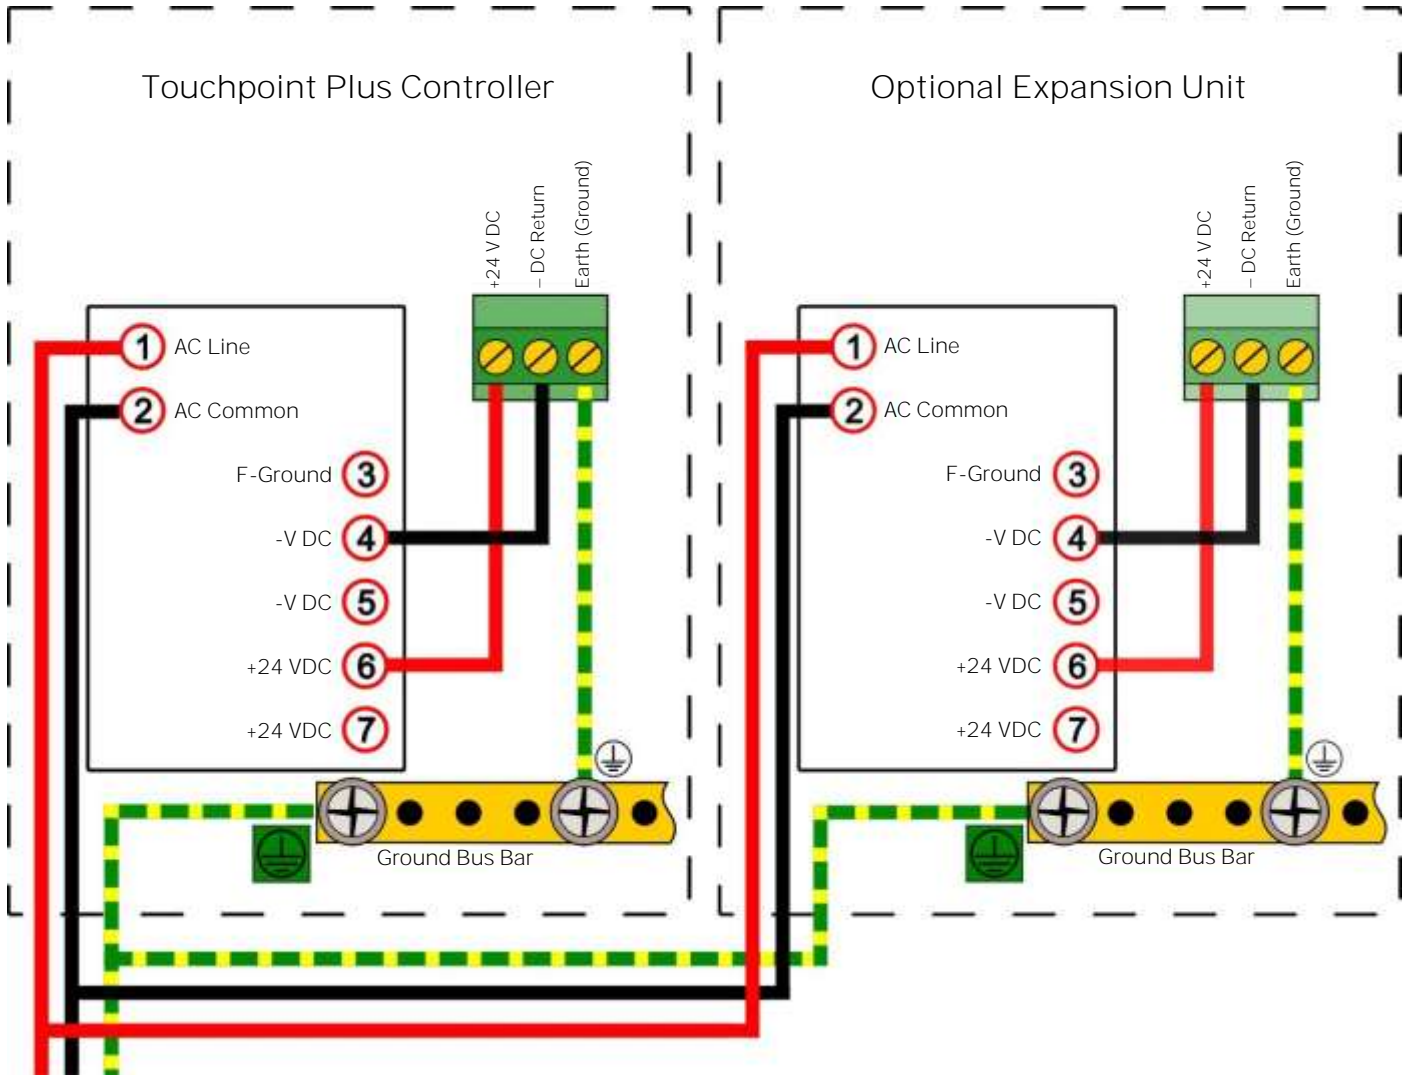 Touchpoint Plus Controller
+24 V DC
– DC Return
Earth (Ground)
1 AC Line
2 AC Common
F-Ground 3
-V DC 4
-V DC 5
+24 VDC 6
+24 VDC 7
Ground Bus Bar
Optional Expansion Unit
+24 V DC
– DC Return
Earth (Ground)
1 AC Line
2 AC Common
F-Ground 3
-V DC 4
-V DC 5
+24 VDC 6
+24 VDC 7
Ground Bus Bar